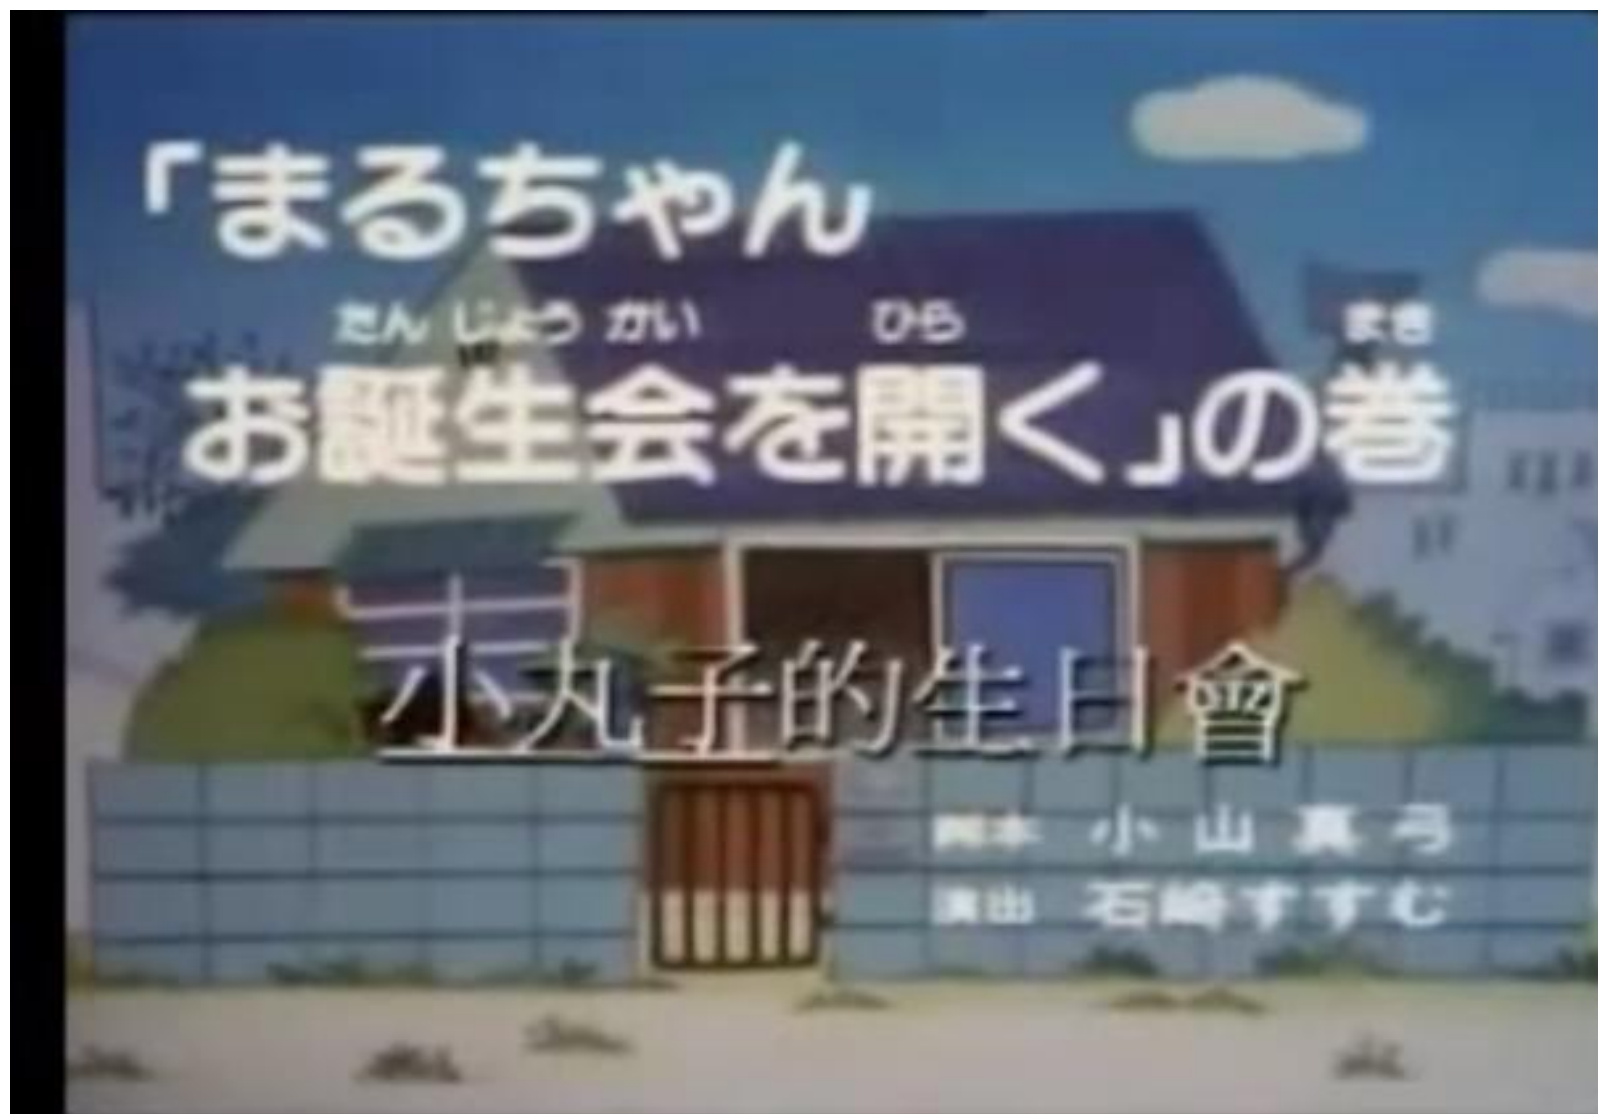 「まるちゃん
たんじょうかい ひら まき
お誕生会を開く」の巻
小丸子的生日會
脚本 小山真弓
演出 石崎すすむ